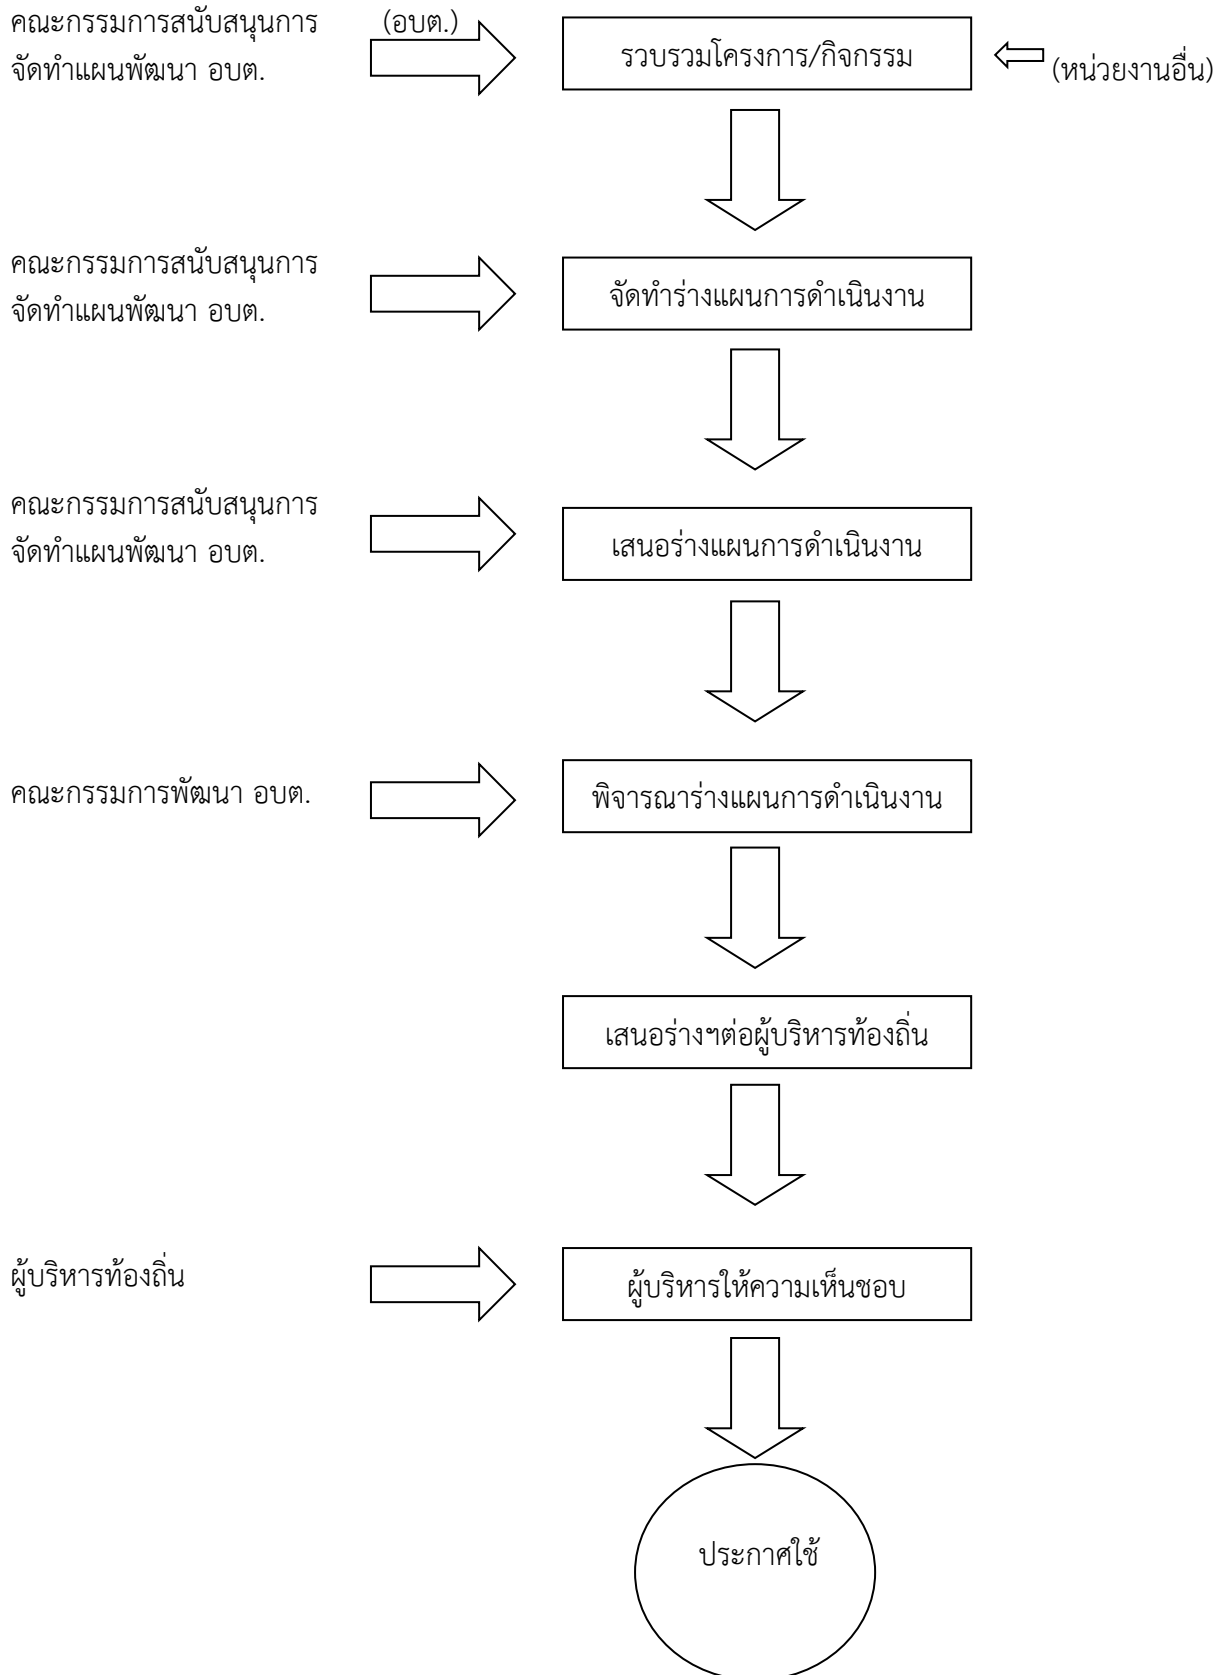 คณะกรรมการสนับสนุนการ
จัดทำแผนพัฒนา อบต.
(อบต.)
รวบรวมโครงการ/กิจกรรม
(หน่วยงานอื่น)
คณะกรรมการสนับสนุนการ
จัดทำแผนพัฒนา อบต.
จัดทำร่างแผนการดำเนินงาน
คณะกรรมการสนับสนุนการ
จัดทำแผนพัฒนา อบต.
เสนอร่างแผนการดำเนินงาน
คณะกรรมการพัฒนา อบต.
พิจารณาร่างแผนการดำเนินงาน
เสนอร่างฯต่อผู้บริหารท้องถิ่น
ผู้บริหารท้องถิ่น
ผู้บริหารให้ความเห็นชอบ
ประกาศใช้